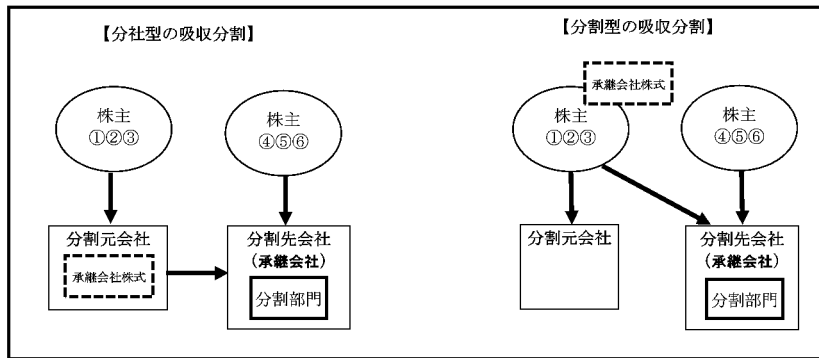 【分社型の吸収分割】
株主
①②③
株主
④⑤⑥
分割元会社
承継会社株式
分割先会社
(承継会社)
分割部門
【分割型の吸収分割】
承継会社株式
株主
①②③
株主
④⑤⑥
分割元会社
分割先会社
(承継会社)
分割部門